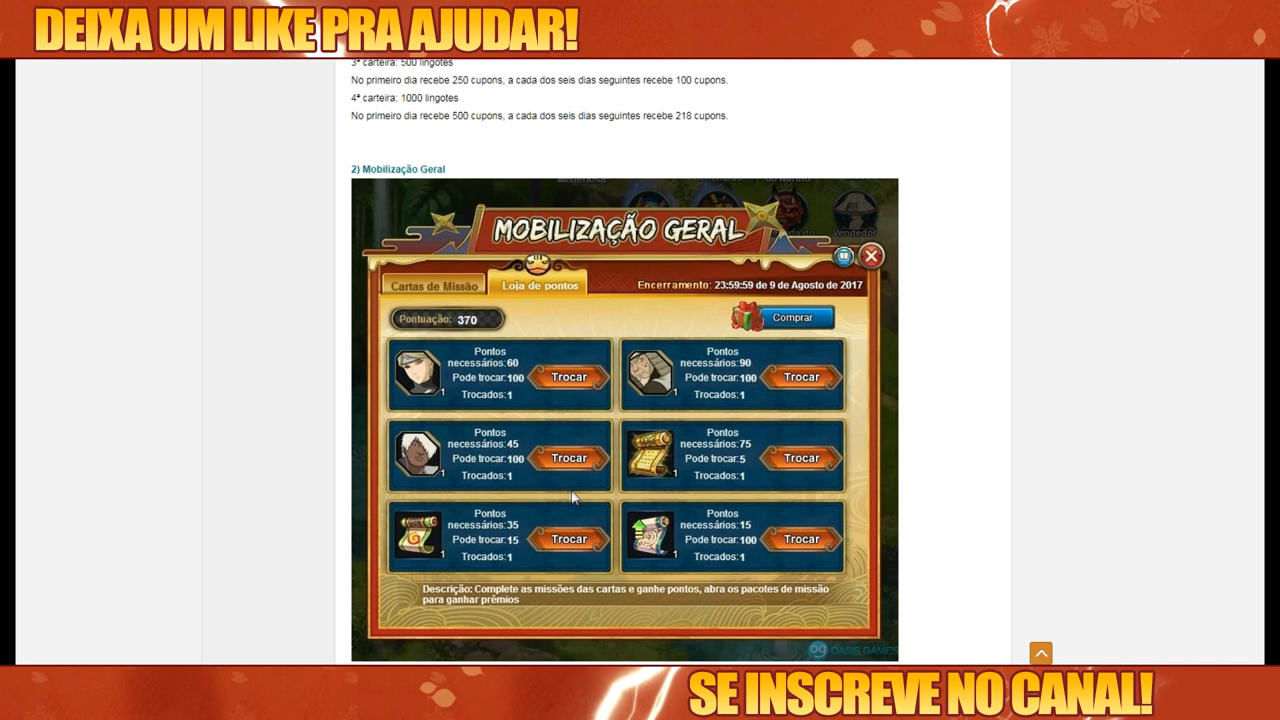 DEIXA UM LIKE PRA AJUDAR!
3ª carteira: 500 lingotes
No primeiro dia recebe 250 cupons, a cada dos seis dias seguintes recebe 100 cupons.
4ª carteira: 1000 lingotes
No primeiro dia recebe 500 cupons, a cada dos seis dias seguintes recebe 218 cupons.
2) Mobilização Geral
Vendedor
MOBILIZAÇÃO GERAL
Cartas de Missão
Loja de pontos
Encerramento: 23:59:59 de 9 de Agosto de 2017
Pontuação: 370
Comprar
Pontos
necessários:60
Pode trocar:100
Trocados:1
1
Trocar
Pontos
necessários:90
Pode trocar:100
Trocados:1
1
Trocar
Pontos
necessários:45
Pode trocar:100
Trocados:1
1
Trocar
Pontos
necessários:75
Pode trocar:5
Trocados:1
1
Trocar
Pontos
necessários:35
Pode trocar:15
Trocados:1
1
Trocar
Pontos
necessários:15
Pode trocar:100
Trocados:1
1
Trocar
Descrição: Complete as missões das cartas e ganhe pontos, abra os pacotes de missão
para ganhar prêmios
OASIS GAMES
SE INSCREVE NO CANAL!